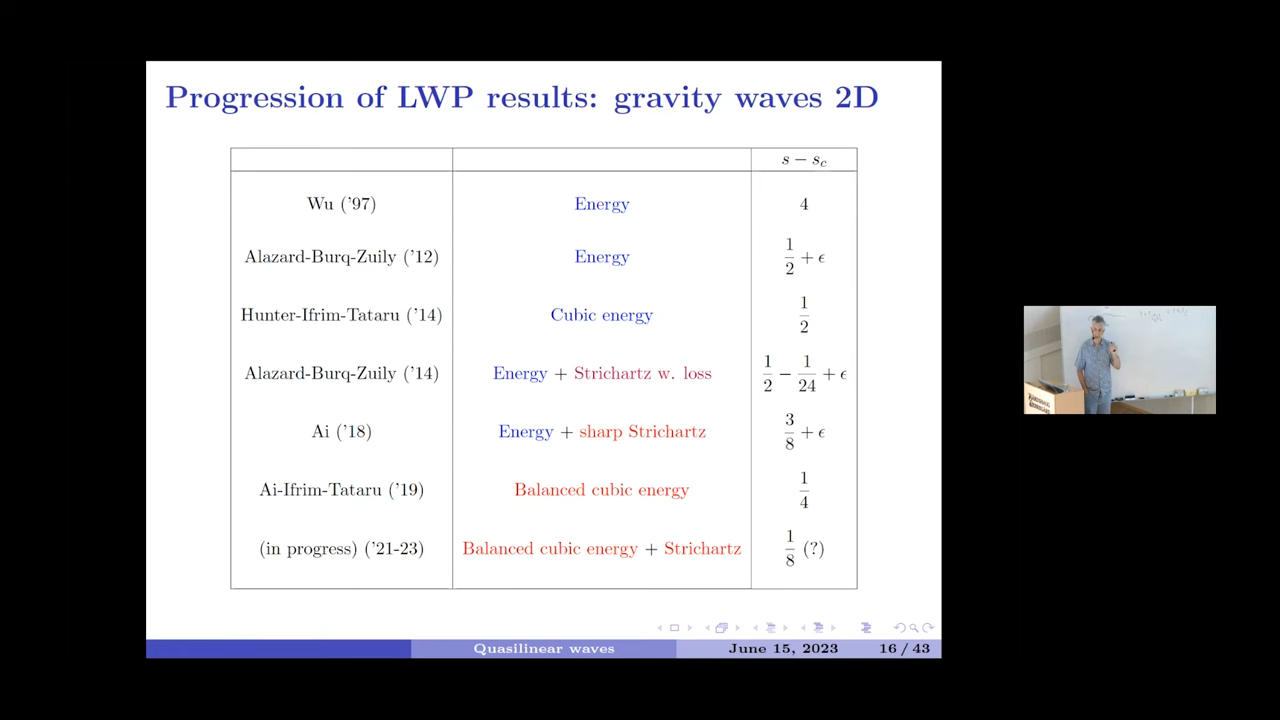 Progression of LWP results: gravity waves 2D
s − s_c
Wu ('97) Energy 4
Alazard-Burq-Zuily ('12) Energy 1/2 + ϵ
Hunter-Ifrim-Tataru ('14) Cubic energy 1/2
Alazard-Burq-Zuily ('14) Energy + Strichartz w. loss 1/2 − 1/24 + ϵ
Ai ('18) Energy + sharp Strichartz 3/8 + ϵ
Ai-Ifrim-Tataru ('19) Balanced cubic energy 1/4
(in progress) ('21-23) Balanced cubic energy + Strichartz 1/8 (?)
Quasilinear waves June 15, 2023 16 / 43